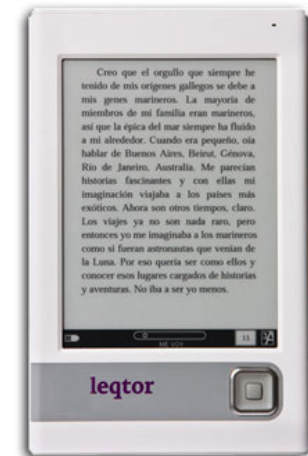 Creo que el orgullo que siempre he
tenido de mis orígenes gallegos se debe a
mis genes marineros. La mayoría de
miembros de mi familia eran marineros,
así que la épica del mar siempre ha fluido
a mi alrededor. Cuando era pequeño, oía
hablar de Buenos Aires, Beirut, Génova,
Río de Janeiro, Australia. Me parecían
historias fascinantes y con ellas mi
imaginación viajaba a los países más
exóticos. Ahora son otros tiempos, claro.
Los viajes ya no son nada raro, pero
entonces yo me imaginaba a los marineros
como si fueran astronautas que venían de
la Luna. Por eso quería ser como ellos y
conocer esos lugares cargados de historias
y aventuras. No iba a ser yo menos.
ME VOY
11
leqtor